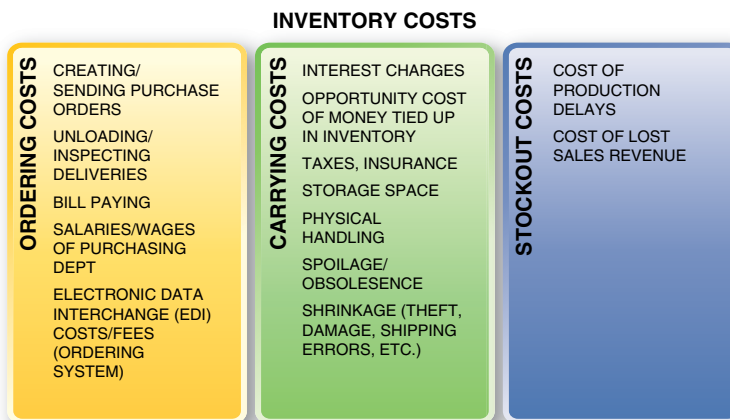 INVENTORY COSTS
ORDERING COSTS
CREATING/
SENDING PURCHASE
ORDERS
UNLOADING/
INSPECTING
DELIVERIES
BILL PAYING
SALARIES/WAGES
OF PURCHASING
DEPT
ELECTRONIC DATA
INTERCHANGE (EDI)
COSTS/FEES
(ORDERING
SYSTEM)
CARRYING COSTS
INTEREST CHARGES
OPPORTUNITY COST
OF MONEY TIED UP
IN INVENTORY
TAXES, INSURANCE
STORAGE SPACE
PHYSICAL
HANDLING
SPOILAGE/
OBSOLESENCE
SHRINKAGE (THEFT,
DAMAGE, SHIPPING
ERRORS, ETC.)
STOCKOUT COSTS
COST OF
PRODUCTION
DELAYS
COST OF LOST
SALES REVENUE